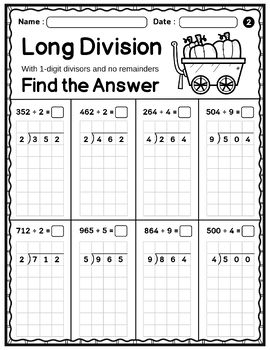 Name : Date : 2
Long Division
With 1-digit divisors and no remainders
Find the Answer
352 ÷ 2 = 462 ÷ 2 = 264 ÷ 4 = 504 ÷ 9 =
2)352 2)462 4)264 9)504
712 ÷ 2 = 965 ÷ 5 = 864 ÷ 9 = 500 ÷ 4 =
2)712 5)965 9)864 4)500